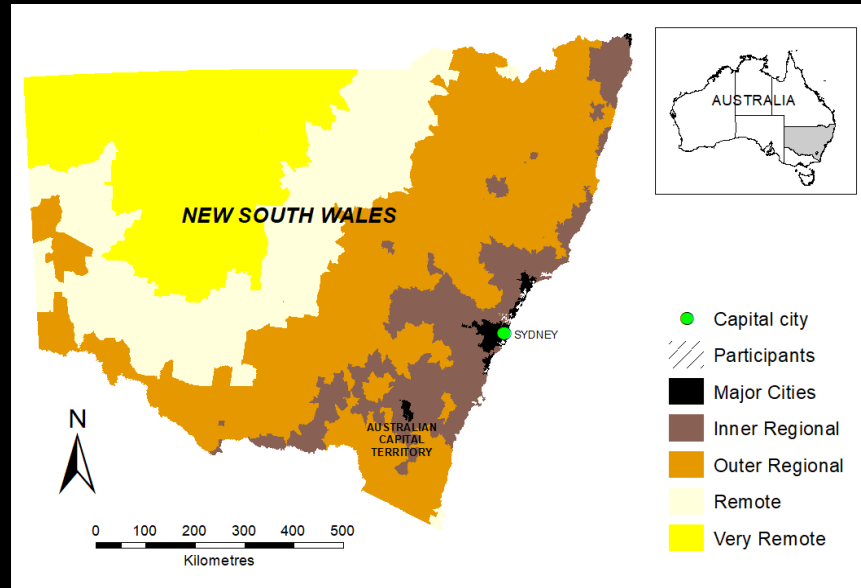 AUSTRALIA
NEW SOUTH WALES
SYDNEY
AUSTRALIAN
CAPITAL
TERRITORY
N
0 100 200 300 400 500
Kilometres
Capital city
Participants
Major Cities
Inner Regional
Outer Regional
Remote
Very Remote